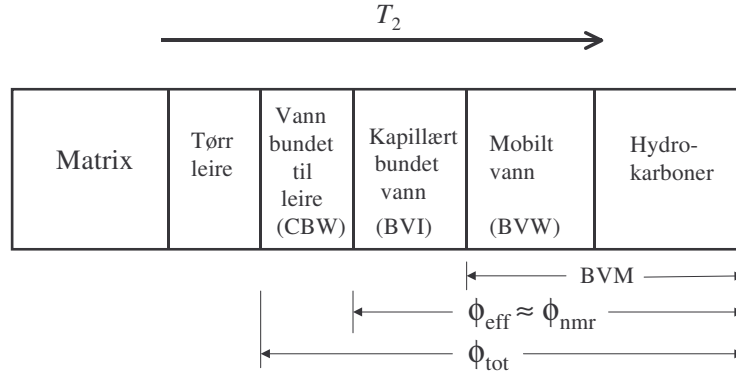 T₂
Matrix
Tørr
leire
Vann
bundet
til
leire
(CBW)
Kapillært
bundet
vann
(BVI)
Mobilt
vann
(BVW)
Hydro-
karboner
BVM
ϕeff ≈ ϕnmr
ϕtot